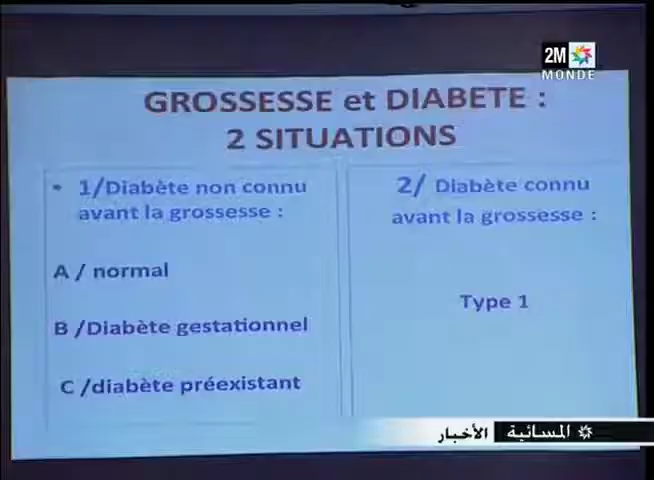 2M
MONDE
GROSSESSE et DIABETE :
2 SITUATIONS
• 1/Diabète non connu
avant la grossesse :
A / normal
B /Diabète gestationnel
C /diabète préexistant
2/ Diabète connu
avant la grossesse :
Type 1
المسائية الأخبار